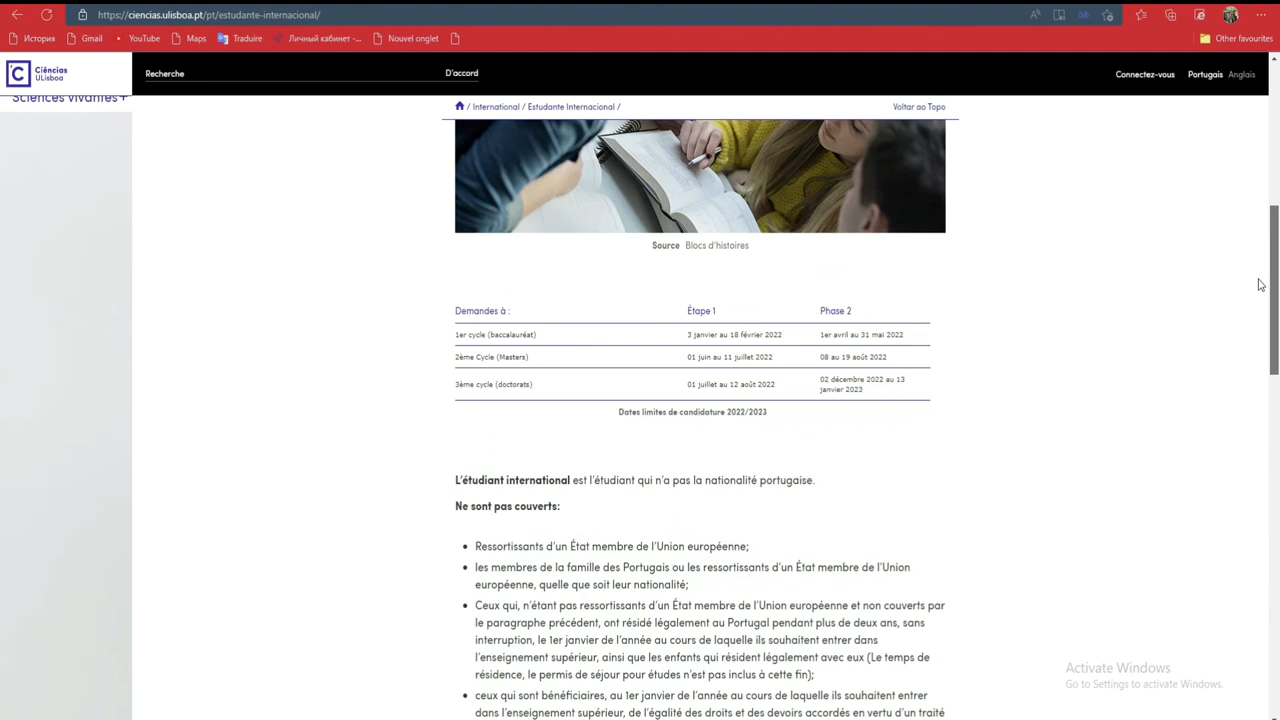 https://ciencias.ulisboa.pt/pt/estudante-internacional/
История Gmail YouTube Maps Traduire Личный кабинет -... Nouvel onglet Other favourites
Ciências
ULisboa
Recherche D'accord Connectez-vous Portugais Anglais
Sciences vivantes+
/ International / Estudante Internacional / Voltar ao Topo
Source Blocs d'histoires
Demandes à : Étape 1 Phase 2
1er cycle (baccalauréat) 3 janvier au 18 février 2022 1er avril au 31 mai 2022
2ème Cycle (Masters) 01 juin au 11 juillet 2022 08 au 19 août 2022
3ème cycle (doctorats) 01 juillet au 12 août 2022 02 décembre 2022 au 13
janvier 2023
Dates limites de candidature 2022/2023
L'étudiant international est l'étudiant qui n'a pas la nationalité portugaise.
Ne sont pas couverts:
• Ressortissants d'un État membre de l'Union européenne;
• les membres de la famille des Portugais ou les ressortissants d'un État membre de l'Union
européenne, quelle que soit leur nationalité;
• Ceux qui, n'étant pas ressortissants d'un État membre de l'Union européenne et non couverts par
le paragraphe précédent, ont résidé légalement au Portugal pendant plus de deux ans, sans
interruption, le 1er janvier de l'année au cours de laquelle ils souhaitent entrer dans
l'enseignement supérieur, ainsi que les enfants qui résident légalement avec eux (Le temps de
résidence, le permis de séjour pour études n'est pas inclus à cette fin);
• ceux qui sont bénéficiaires, au 1er janvier de l'année au cours de laquelle ils souhaitent entrer
dans l'enseignement supérieur, de l'égalité des droits et des devoirs accordés en vertu d'un traité
Activate Windows
Go to Settings to activate Windows.